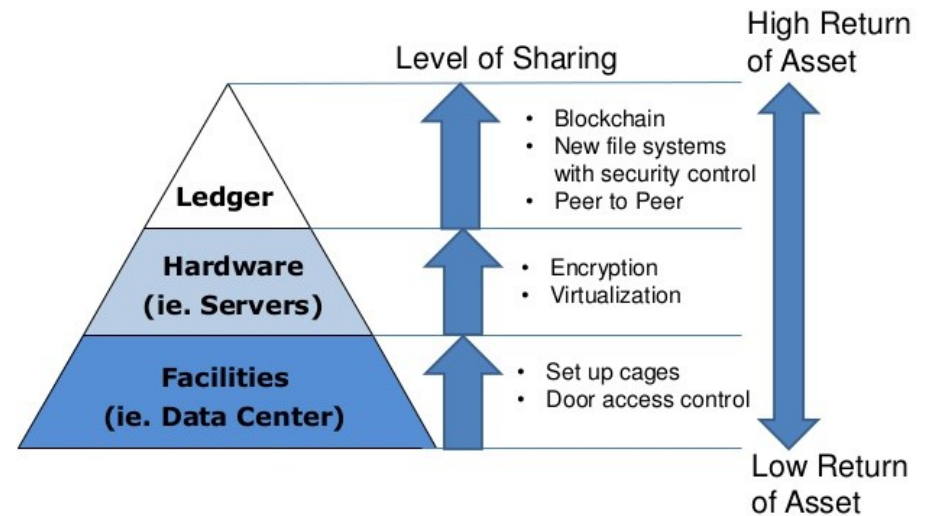 High Return
of Asset
Level of Sharing
• Blockchain
• New file systems
with security control
• Peer to Peer
Ledger
Hardware
(ie. Servers)
• Encryption
• Virtualization
Facilities
(ie. Data Center)
• Set up cages
• Door access control
Low Return
of Asset